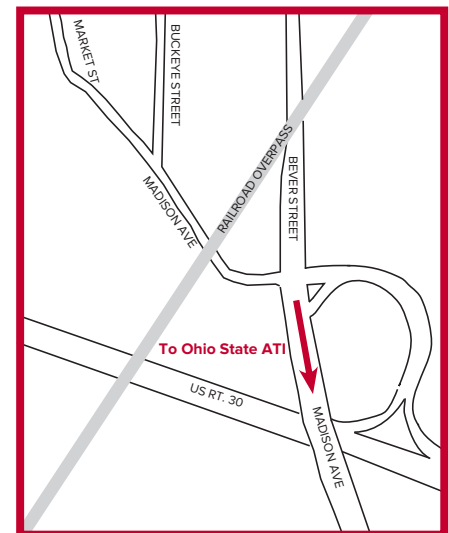 MARKET ST
BUCKEYE STREET
RAILROAD OVERPASS
BEVER STREET
MADISON AVE
To Ohio State ATI
US RT. 30
MADISON AVE